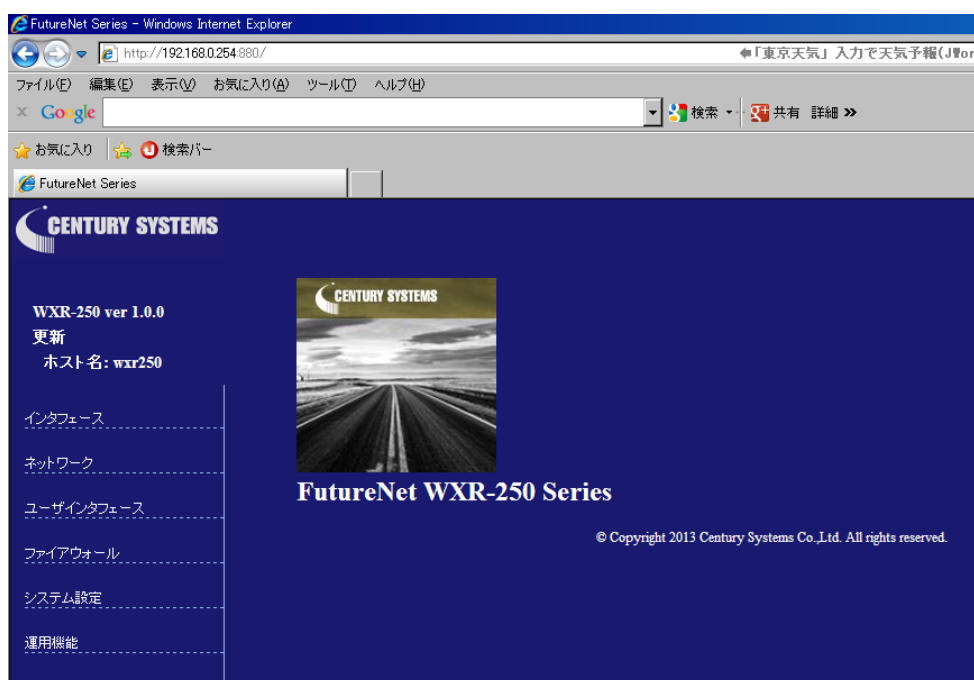 FutureNet Series - Windows Internet Explorer
http://192.168.0.254:880/
「東京天気」入力で天気予報(JWor
ファイル(F) 編集(E) 表示(V) お気に入り(A) ツール(T) ヘルプ(H)
× Google 検索 共有 詳細 »
お気に入り 検索バー
FutureNet Series
CENTURY SYSTEMS
CENTURY SYSTEMS
WXR-250 ver 1.0.0
更新
ホスト名: wxr250
インタフェース
ネットワーク
ユーザインタフェース
ファイアウォール
システム設定
運用機能
FutureNet WXR-250 Series
© Copyright 2013 Century Systems Co.,Ltd. All rights reserved.